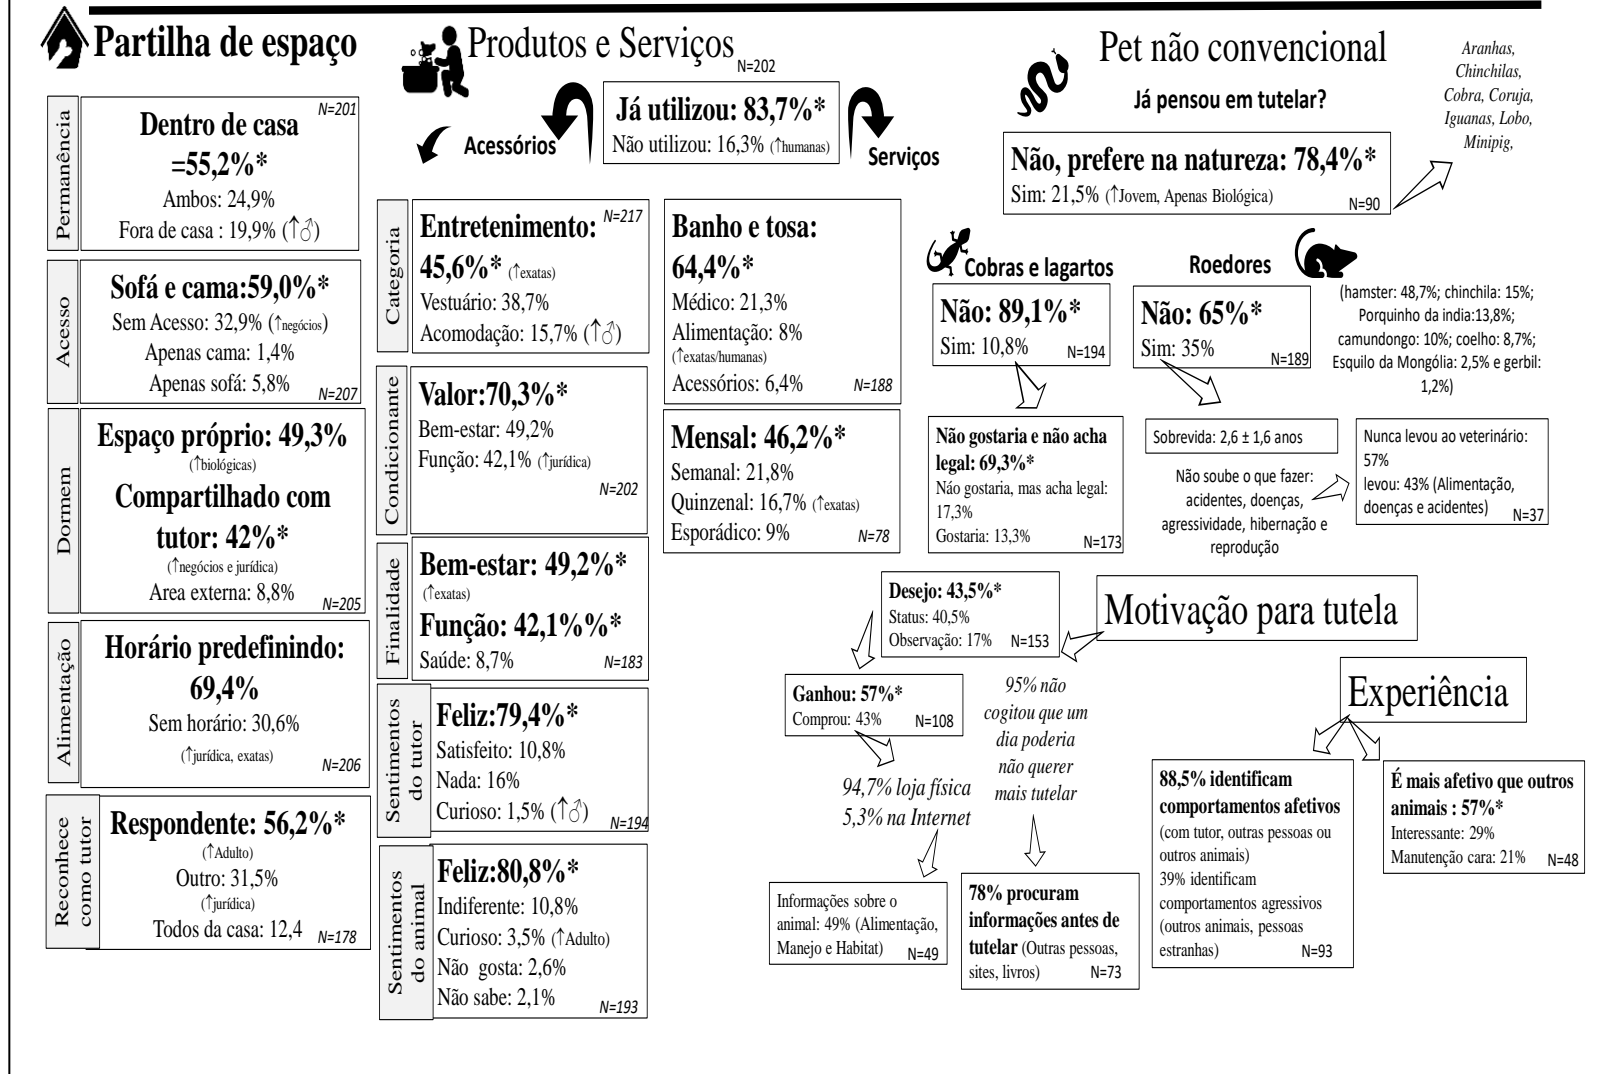 Partilha de espaço
Permanência
N=201
Dentro de casa
=55,2%*
Ambos: 24,9%
Fora de casa : 19,9% (↑♂)
Acesso
Sofá e cama:59,0%*
Sem Acesso: 32,9% (↑negócios)
Apenas cama: 1,4%
Apenas sofá: 5,8%
N=207
Dormem
Espaço próprio: 49,3%
(↑biológicas)
Compartilhado com
tutor: 42%*
(↑negócios e jurídica)
Area externa: 8,8%
N=205
Alimentação
Horário predefinindo:
69,4%
Sem horário: 30,6%
(↑jurídica, exatas)
N=206
Reconhece
como tutor
Respondente: 56,2%*
(↑Adulto)
Outro: 31,5%
(↑jurídica)
Todos da casa: 12,4
N=178
Produtos e Serviços
N=202
Já utilizou: 83,7%*
Não utilizou: 16,3% (↑humanas)
Acessórios
Serviços
Categoria
Entretenimento:
N=217
45,6%* (↑exatas)
Vestuário: 38,7%
Acomodação: 15,7% (↑♂)
Condicionante
Valor:70,3%*
Bem-estar: 49,2%
Função: 42,1% (↑jurídica)
N=202
Finalidade
Bem-estar: 49,2%*
(↑exatas)
Função: 42,1%%*
Saúde: 8,7%
N=183
Sentimentos
do tutor
Feliz:79,4%*
Satisfeito: 10,8%
Nada: 16%
Curioso: 1,5% (↑♂)
N=194
Sentimentos
do animal
Feliz:80,8%*
Indiferente: 10,8%
Curioso: 3,5% (↑Adulto)
Não gosta: 2,6%
Não sabe: 2,1%
N=193
Banho e tosa:
64,4%*
Médico: 21,3%
Alimentação: 8%
(↑exatas/humanas)
Acessórios: 6,4%
N=188
Mensal: 46,2%*
Semanal: 21,8%
Quinzenal: 16,7% (↑exatas)
Esporádico: 9%
N=78
Pet não convencional
Já pensou em tutelar?
Não, prefere na natureza: 78,4%*
Sim: 21,5% (↑Jovem, Apenas Biológica)
N=90
Aranhas,
Chinchilas,
Cobra, Coruja,
Iguanas, Lobo,
Minipig,
Cobras e lagartos
Não: 89,1%*
Sim: 10,8%
N=194
Roedores
Não: 65%*
Sim: 35%
N=189
(hamster: 48,7%; chinchila: 15%;
Porquinho da india:13,8%;
camundongo: 10%; coelho: 8,7%;
Esquilo da Mongólia: 2,5% e gerbil:
1,2%)
Não gostaria e não acha
legal: 69,3%*
Náo gostaria, mas acha legal:
17,3%
Gostaria: 13,3%
N=173
Sobrevida: 2,6 ± 1,6 anos
Não soube o que fazer:
acidentes, doenças,
agressividade, hibernação e
reprodução
Nunca levou ao veterinário:
57%
levou: 43% (Alimentação,
doenças e acidentes)
N=37
Motivação para tutela
Desejo: 43,5%*
Status: 40,5%
Observação: 17%
N=153
Ganhou: 57%*
Comprou: 43%
N=108
94,7% loja física
5,3% na Internet
Informações sobre o
animal: 49% (Alimentação,
Manejo e Habitat)
N=49
95% não
cogitou que um
dia poderia
não querer
mais tutelar
78% procuram
informações antes de
tutelar (Outras pessoas,
sites, livros)
N=73
Experiência
88,5% identificam
comportamentos afetivos
(com tutor, outras pessoas ou
outros animais)
39% identificam
comportamentos agressivos
(outros animais, pessoas
estranhas)
N=93
É mais afetivo que outros
animais : 57%*
Interessante: 29%
Manutenção cara: 21%
N=48